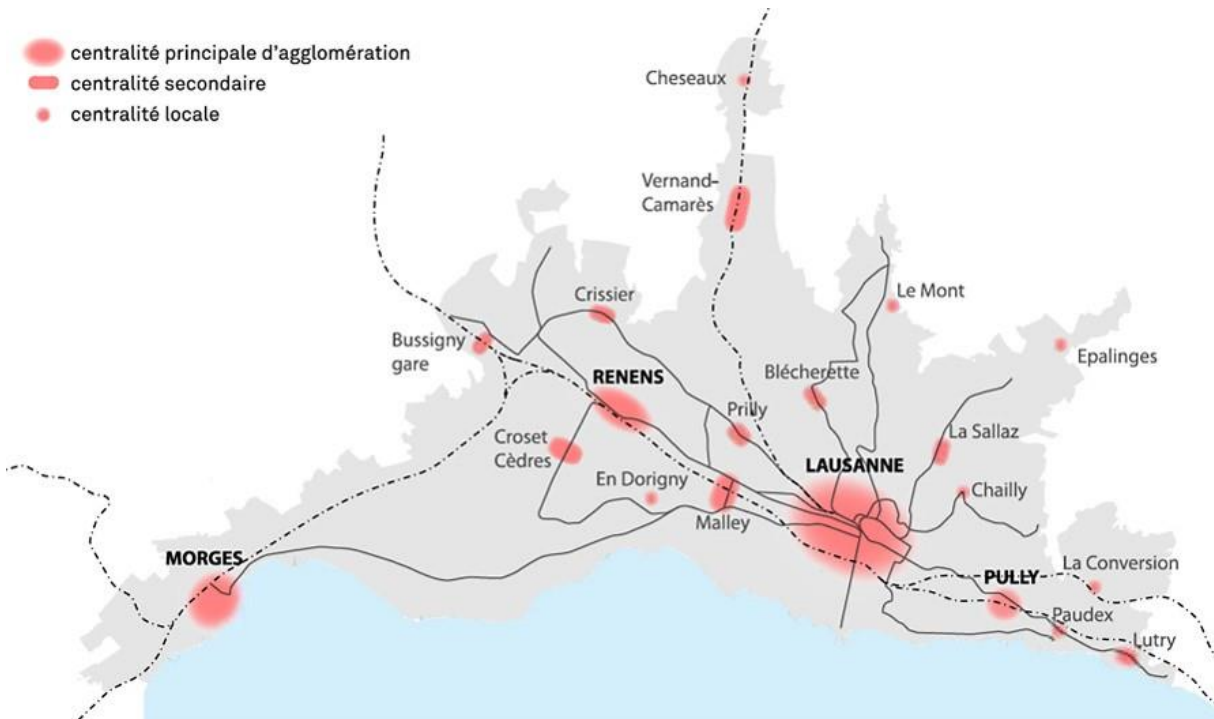 centralité principale d'agglomération
centralité secondaire
centralité locale
Cheseaux
Vernand-
Camarès
Le Mont
Crissier
Bussigny
gare
Epalinges
RENENS
Blécherette
Prilly
La Sallaz
Croset
Cèdres
LAUSANNE
En Dorigny
Chailly
Malley
MORGES
La Conversion
PULLY
Paudex
Lutry